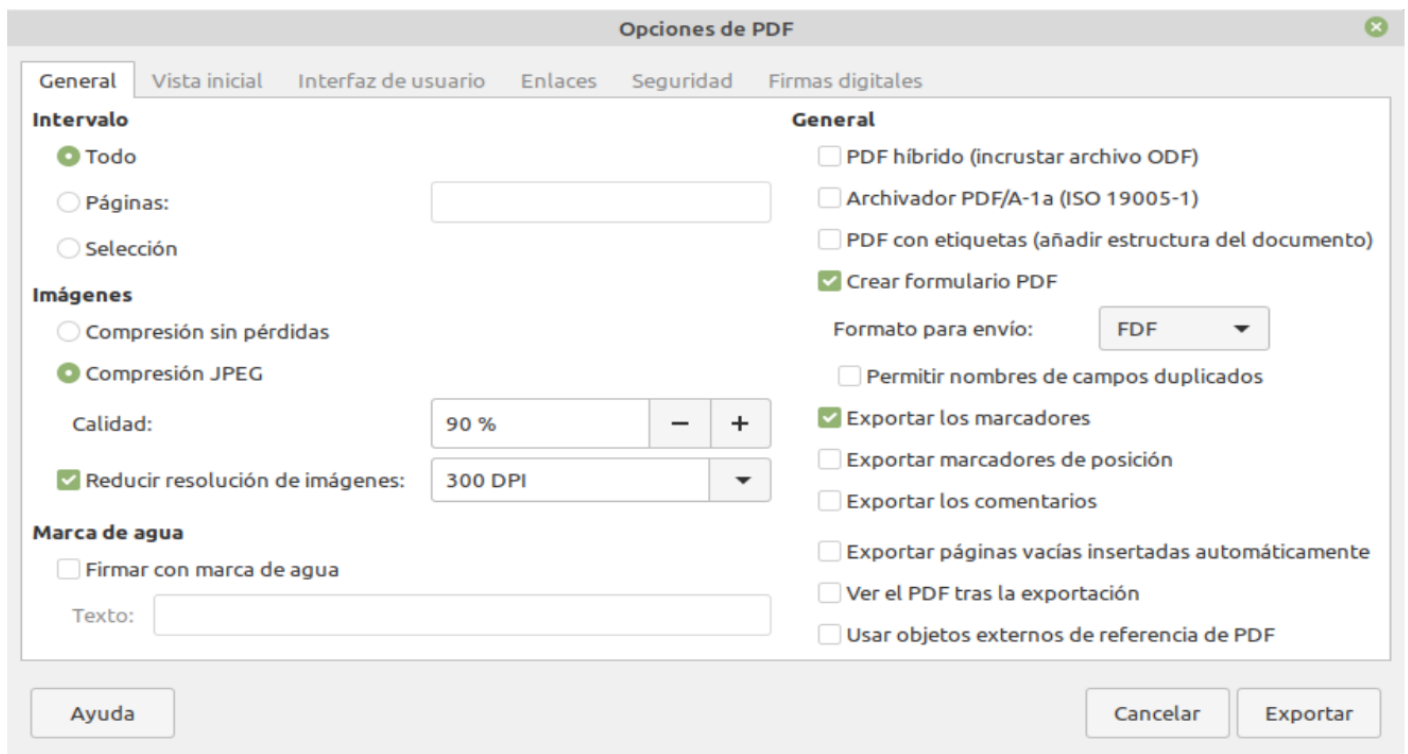 Opciones de PDF
General
Vista inicial
Interfaz de usuario
Enlaces
Seguridad
Firmas digitales
Intervalo
Todo
Páginas:
Selección
Imágenes
Compresión sin pérdidas
Compresión JPEG
Calidad: 90 %
Reducir resolución de imágenes: 300 DPI
Marca de agua
Firmar con marca de agua
Texto:
General
PDF híbrido (incrustar archivo ODF)
Archivador PDF/A-1a (ISO 19005-1)
PDF con etiquetas (añadir estructura del documento)
Crear formulario PDF
Formato para envío: FDF
Permitir nombres de campos duplicados
Exportar los marcadores
Exportar marcadores de posición
Exportar los comentarios
Exportar páginas vacías insertadas automáticamente
Ver el PDF tras la exportación
Usar objetos externos de referencia de PDF
Ayuda
Cancelar
Exportar